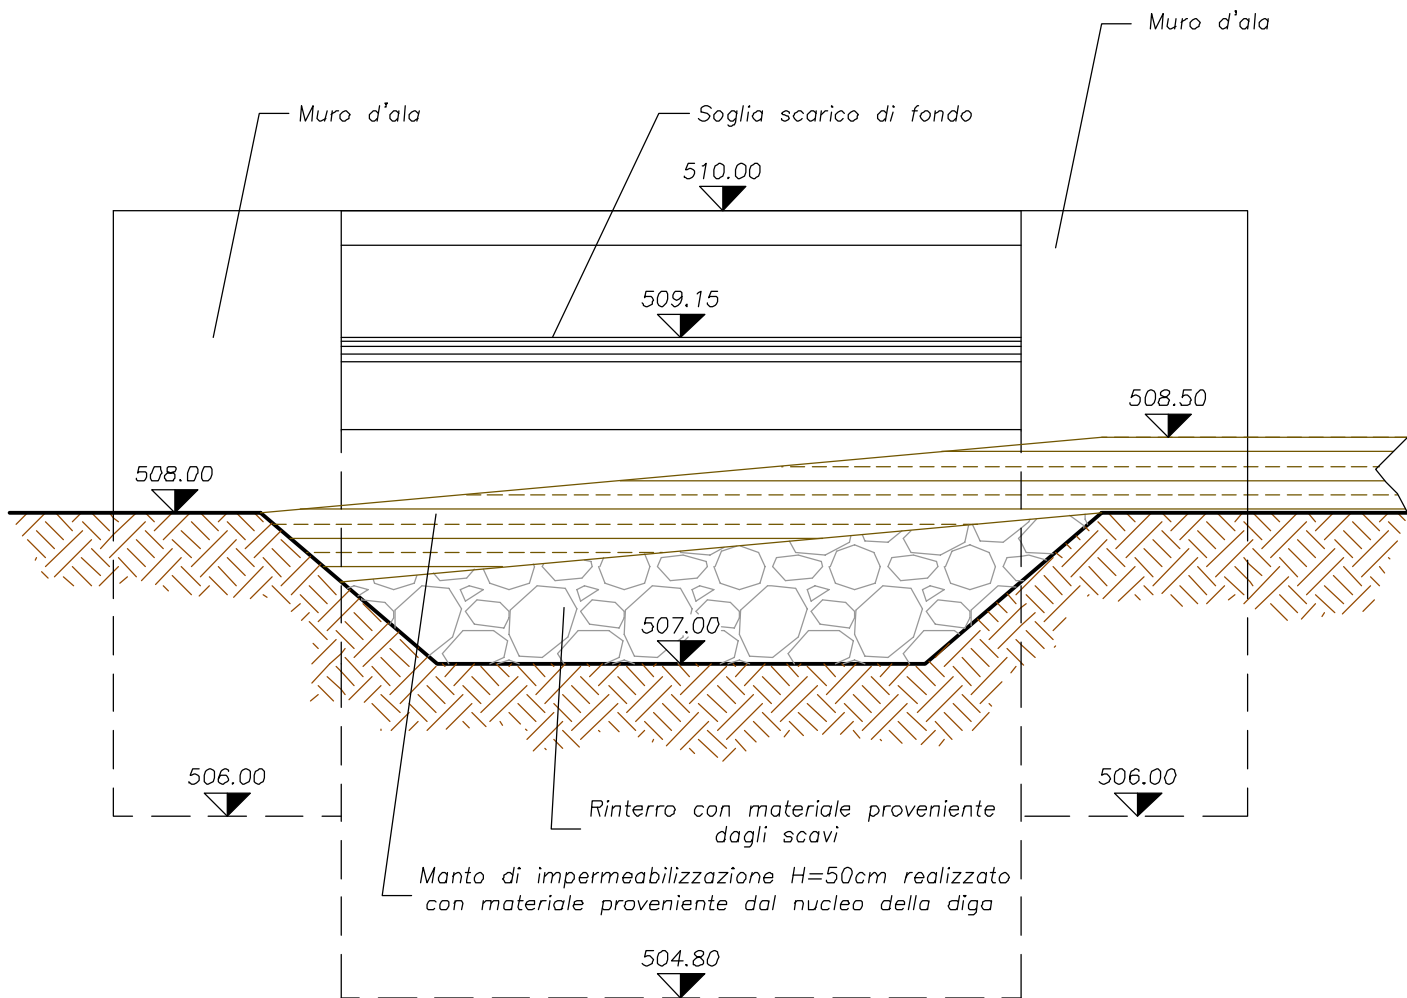 Muro d'ala
Muro d'ala
Soglia scarico di fondo
510.00
509.15
508.50
508.00
507.00
506.00
506.00
Rinterro con materiale proveniente
dagli scavi
Manto di impermeabilizzazione H=50cm realizzato
con materiale proveniente dal nucleo della diga
504.80